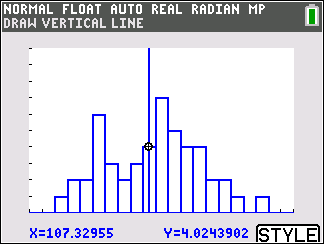 NORMAL FLOAT AUTO REAL RADIAN MP
DRAW VERTICAL LINE
X=107.32955 Y=4.0243902 STYLE